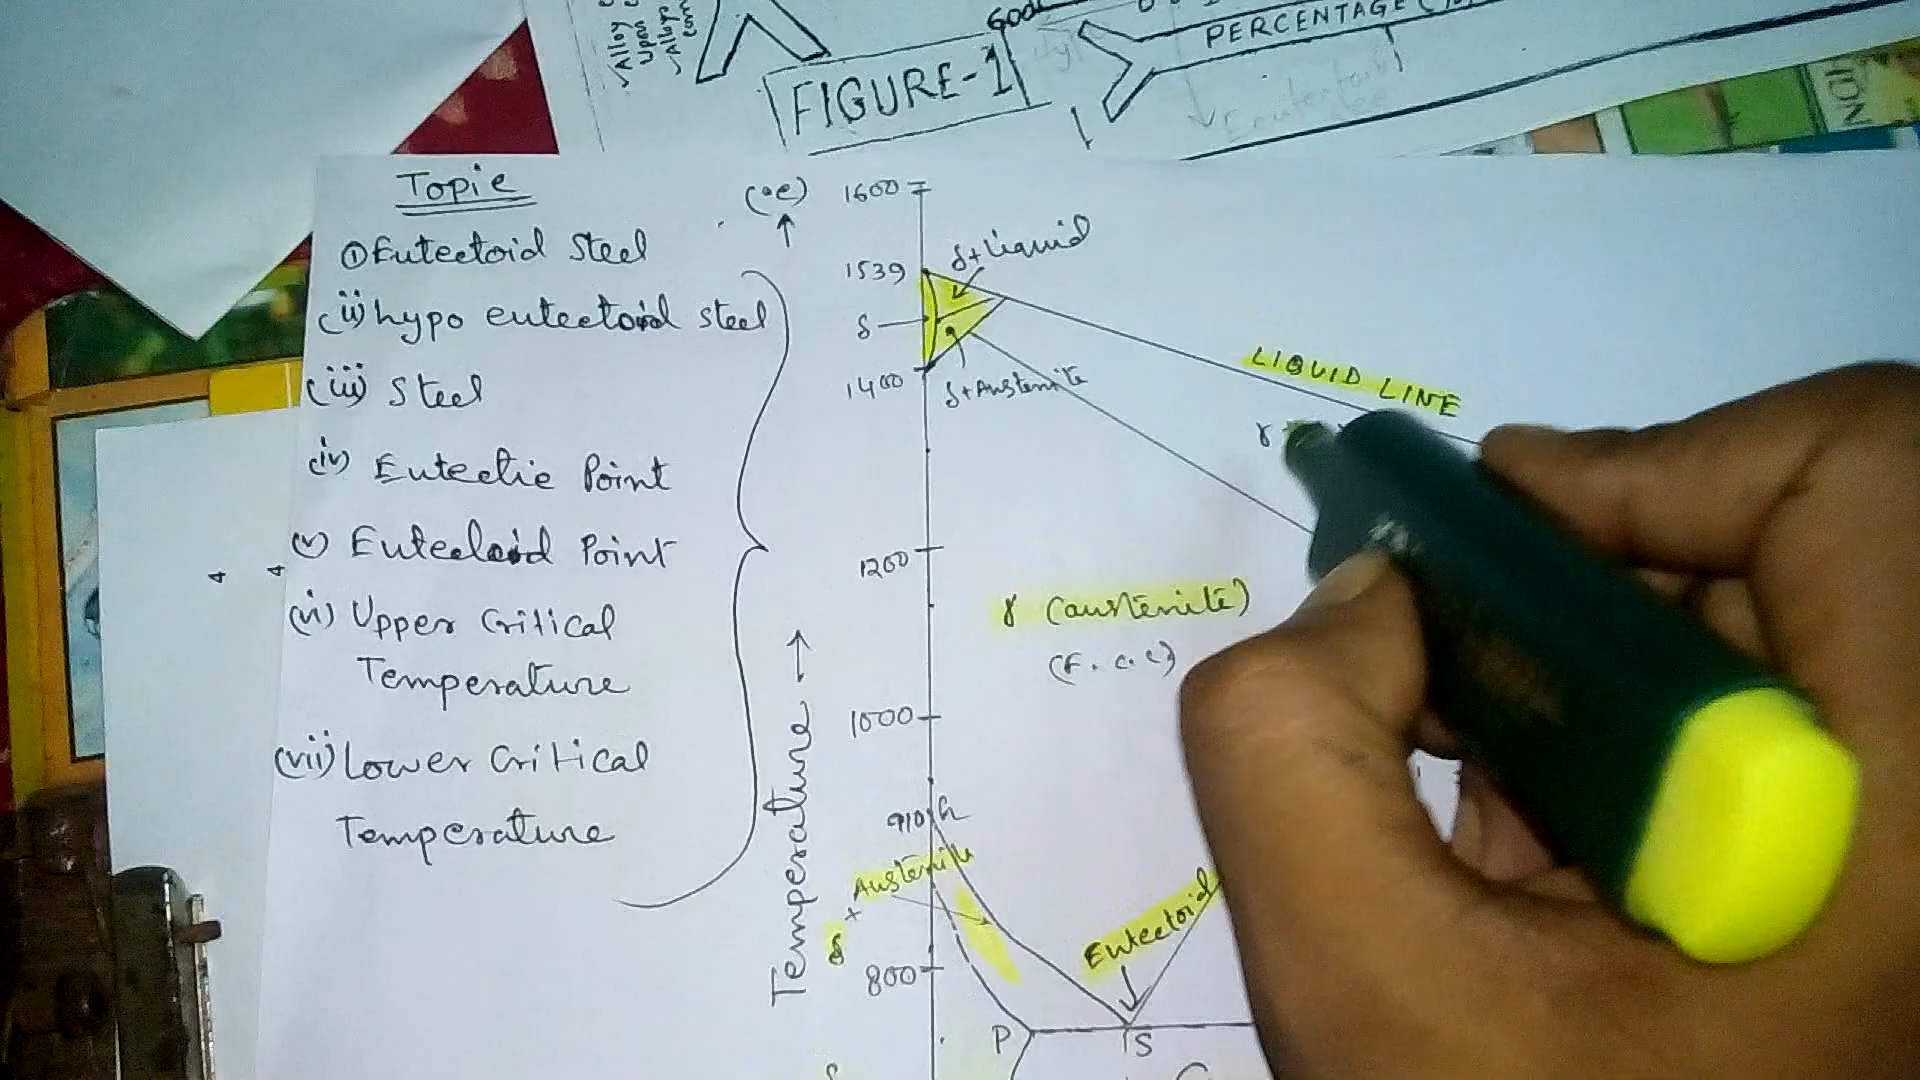 FIGURE-1
PERCENTAGE
Topic
① Eutectoid Steel
(ii) hypo eutectoid steel
(iii) Steel
(iv) Eutectic Point
(v) Eutectoid Point
(vi) Upper Critical
Temperature
(vii) Lower Critical
Temperature
(°c)
1600
1539
δ+Liquid
δ
1400
δ+Austenite
LIQUID LINE
γ
1200
γ (austenite)
(F.C.C)
1000
Temperature →
910
G
Austenite
+
δ
800
Eutectoid
P
S